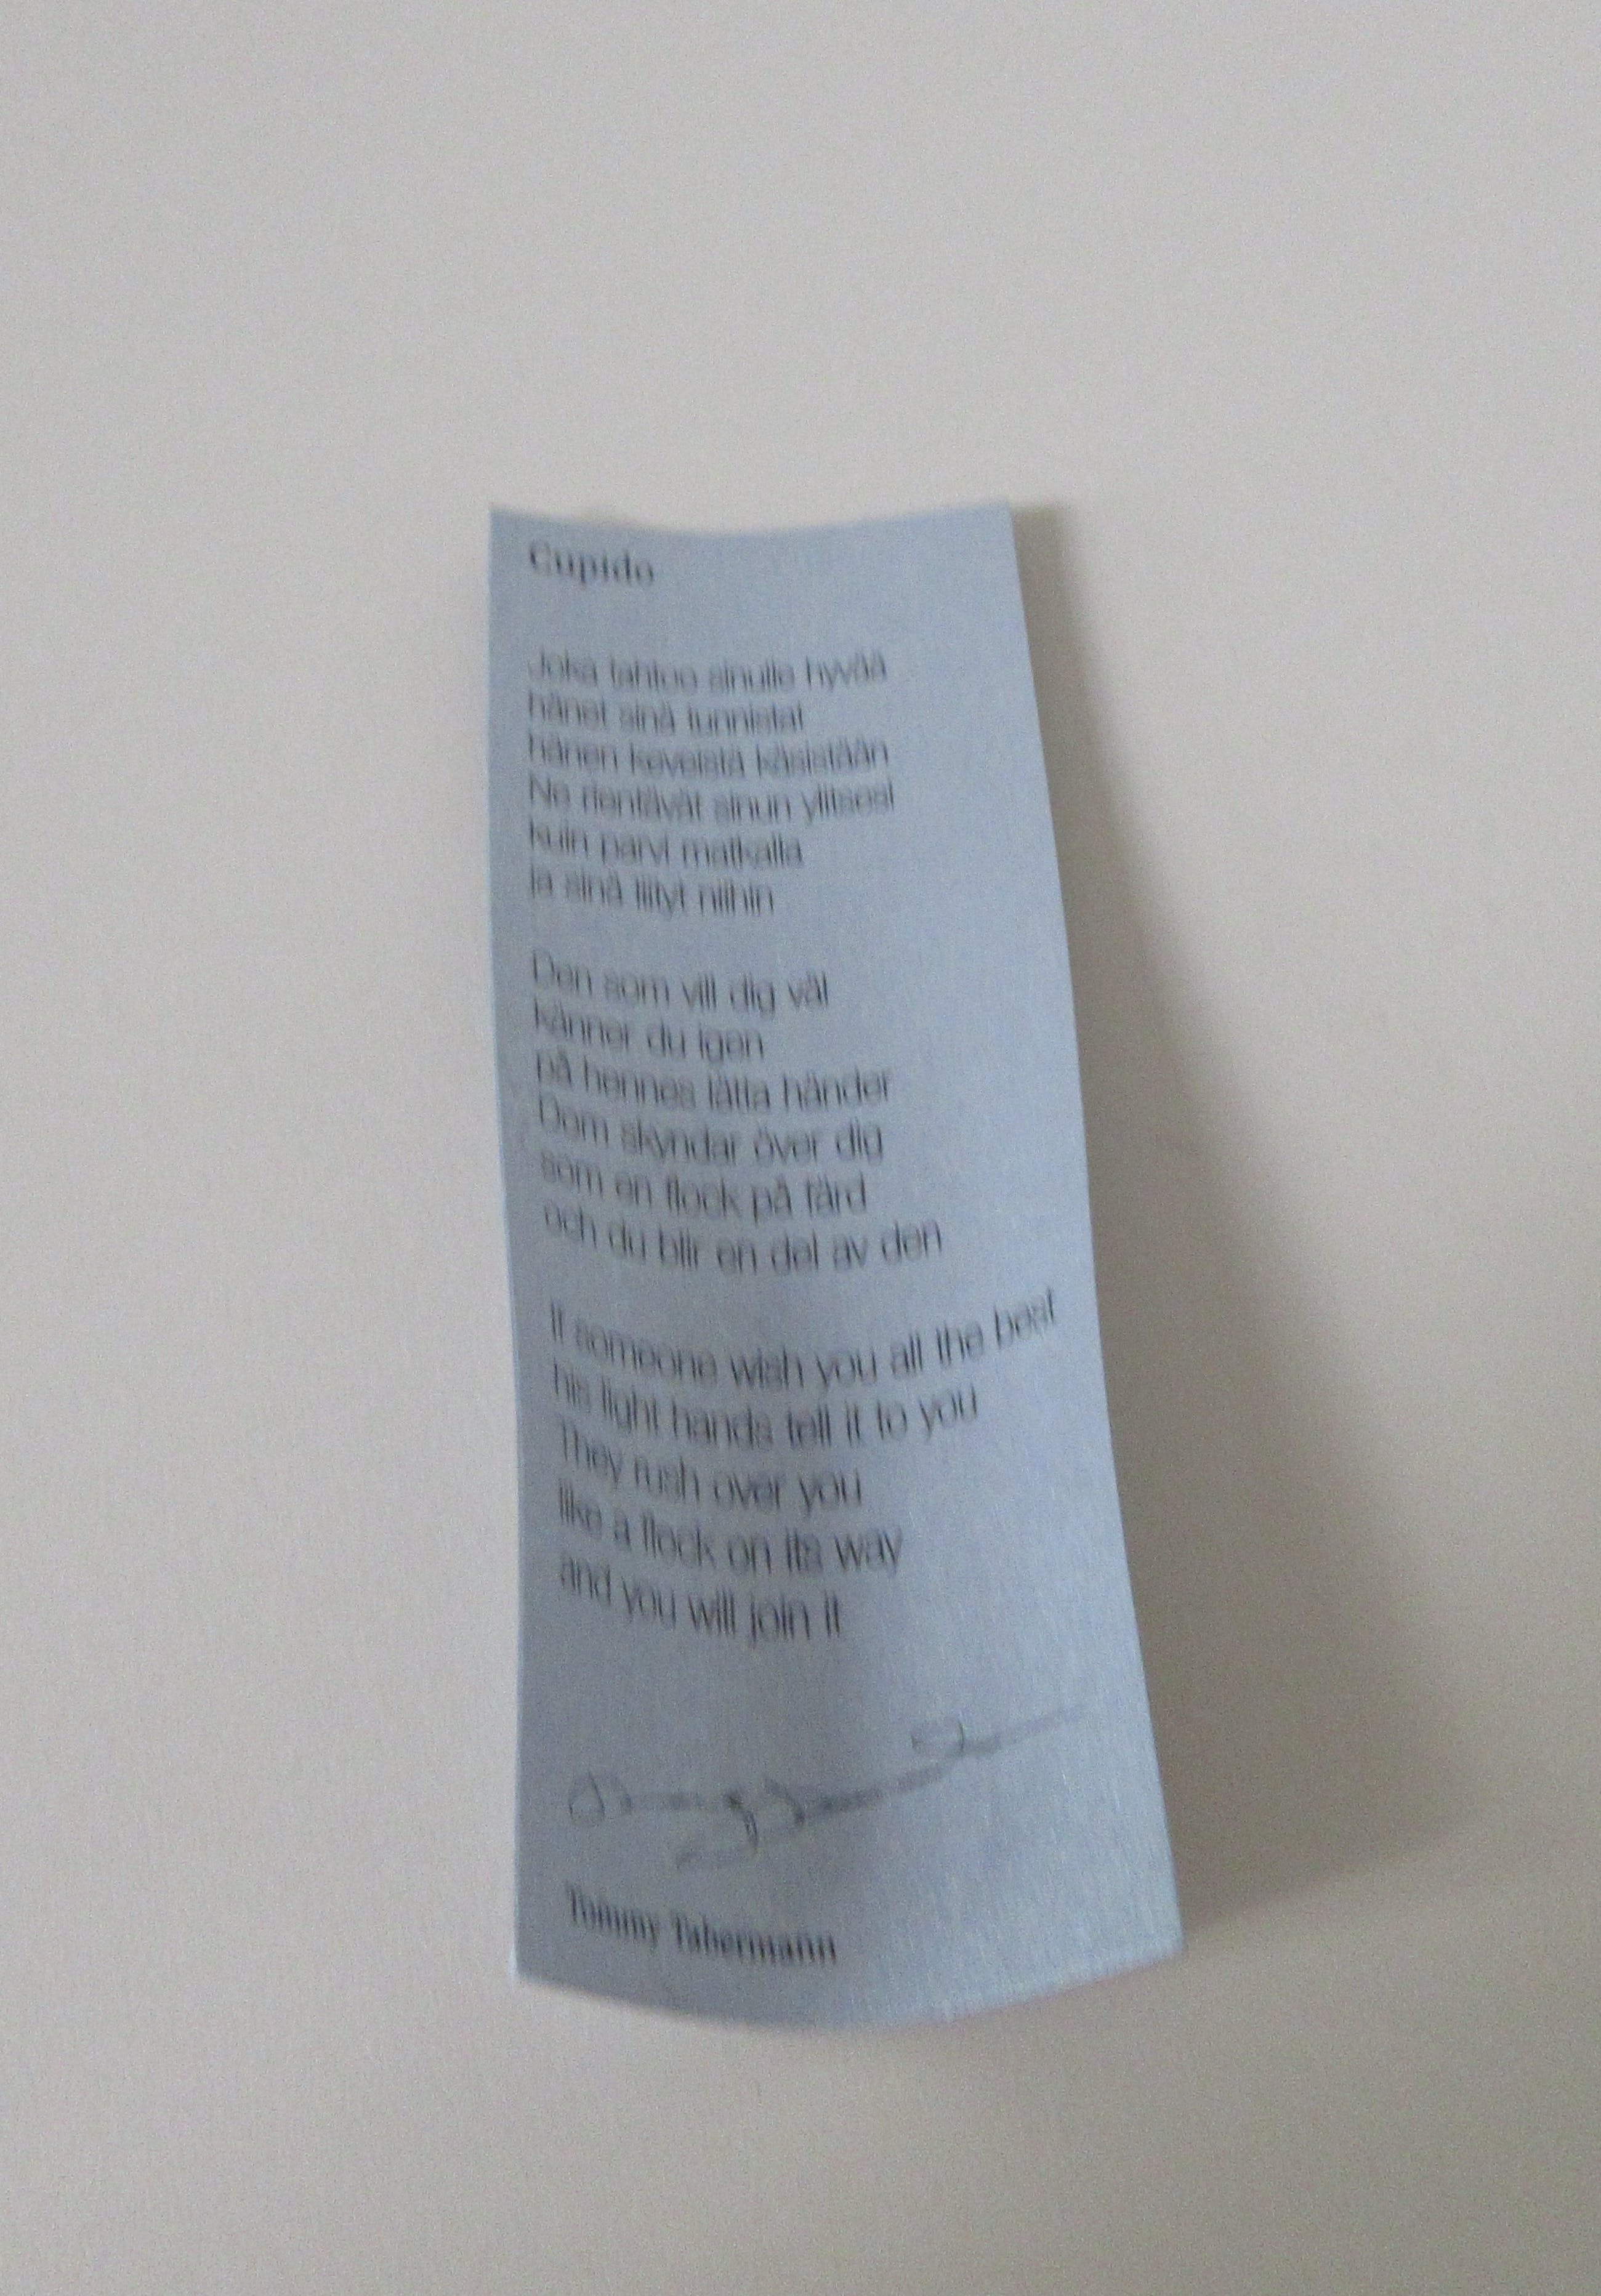 Cupido
Joka tahtoo sinulle hyvää
hänet sinä tunnistat
hänen keveistä käsistään
Ne rientävät sinun ylitsesi
kuin parvi matkalla
ja sinä liityt niihin
Den som vill dig väl
känner du igen
på hennes lätta händer
Dom skyndar över dig
som en flock på färd
och du blir en del av den
If someone wish you all the best
his light hands tell it to you
They rush over you
like a flock on its way
and you will join it
Tommy Tabermann